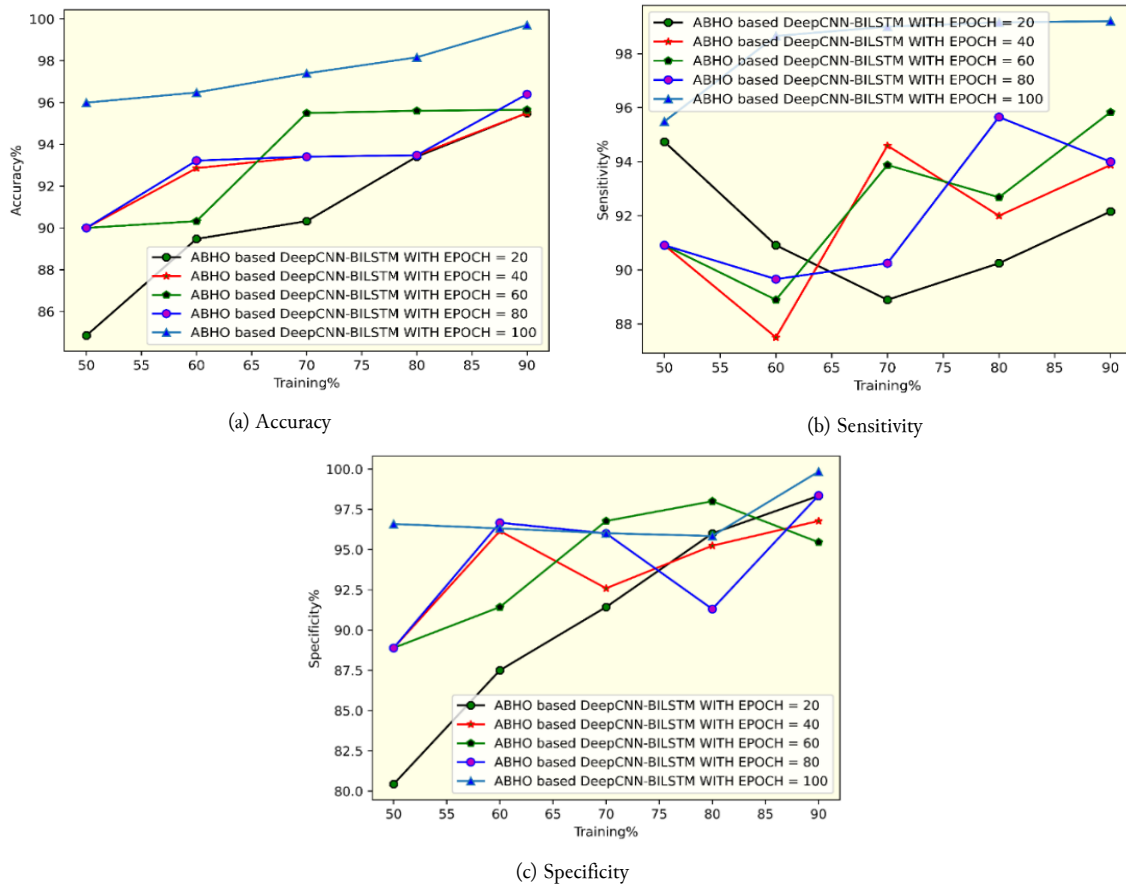 100
98
96
94
92
90
88
86
Accuracy%
ABHO based DeepCNN-BILSTM WITH EPOCH = 20
ABHO based DeepCNN-BILSTM WITH EPOCH = 40
ABHO based DeepCNN-BILSTM WITH EPOCH = 60
ABHO based DeepCNN-BILSTM WITH EPOCH = 80
ABHO based DeepCNN-BILSTM WITH EPOCH = 100
50 55 60 65 70 75 80 85 90
Training%
(a) Accuracy
98
96
94
92
90
88
Sensitivity%
ABHO based DeepCNN-BILSTM WITH EPOCH = 20
ABHO based DeepCNN-BILSTM WITH EPOCH = 40
ABHO based DeepCNN-BILSTM WITH EPOCH = 60
ABHO based DeepCNN-BILSTM WITH EPOCH = 80
ABHO based DeepCNN-BILSTM WITH EPOCH = 100
50 55 60 65 70 75 80 85 90
Training%
(b) Sensitivity
100.0
97.5
95.0
92.5
90.0
87.5
85.0
82.5
80.0
Specificity%
ABHO based DeepCNN-BILSTM WITH EPOCH = 20
ABHO based DeepCNN-BILSTM WITH EPOCH = 40
ABHO based DeepCNN-BILSTM WITH EPOCH = 60
ABHO based DeepCNN-BILSTM WITH EPOCH = 80
ABHO based DeepCNN-BILSTM WITH EPOCH = 100
50 55 60 65 70 75 80 85 90
Training%
(c) Specificity